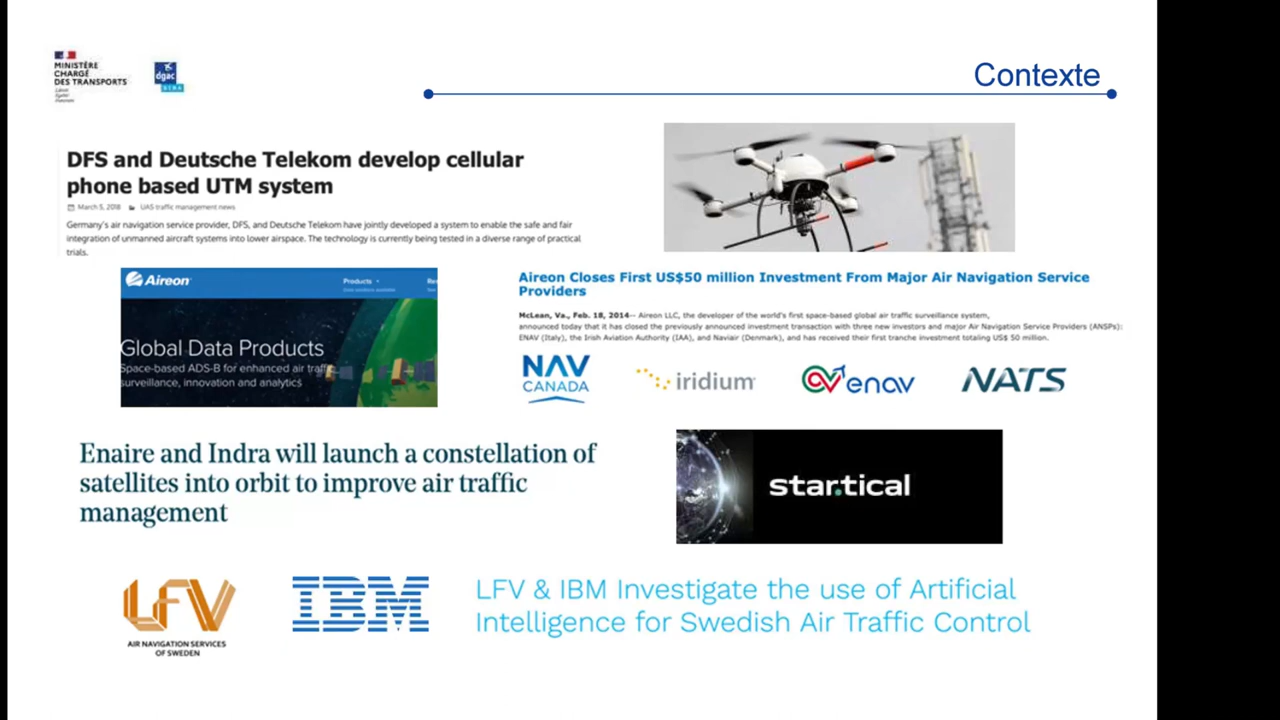 MINISTÈRE
CHARGÉ
DES TRANSPORTS
Liberté
Égalité
Fraternité
dgac
Contexte
DFS and Deutsche Telekom develop cellular
phone based UTM system
March 5, 2018 UAS traffic management news
Germany's air navigation service provider, DFS, and Deutsche Telekom have jointly developed a system to enable the safe and fair
integration of unmanned aircraft systems into lower airspace. The technology is currently being tested in a diverse range of practical
trials.
Aireon
Products
Global Data Products
Space-based ADS-B for enhanced air traffic
surveillance, innovation and analytics
Aireon Closes First US$50 million Investment From Major Air Navigation Service
Providers
McLean, Va., Feb. 18, 2014-- Aireon LLC, the developer of the world's first space-based global air traffic surveillance system,
announced today that it has closed the previously announced investment transaction with three new investors and major Air Navigation Service Providers (ANSPs):
ENAV (Italy), the Irish Aviation Authority (IAA), and Naviair (Denmark), and has received their first tranche investment totaling US$ 50 million.
NAV
CANADA
iridium
enav
NATS
Enaire and Indra will launch a constellation of
satellites into orbit to improve air traffic
management
star.tical
LFV
AIR NAVIGATION SERVICES
OF SWEDEN
IBM
LFV & IBM Investigate the use of Artificial
Intelligence for Swedish Air Traffic Control